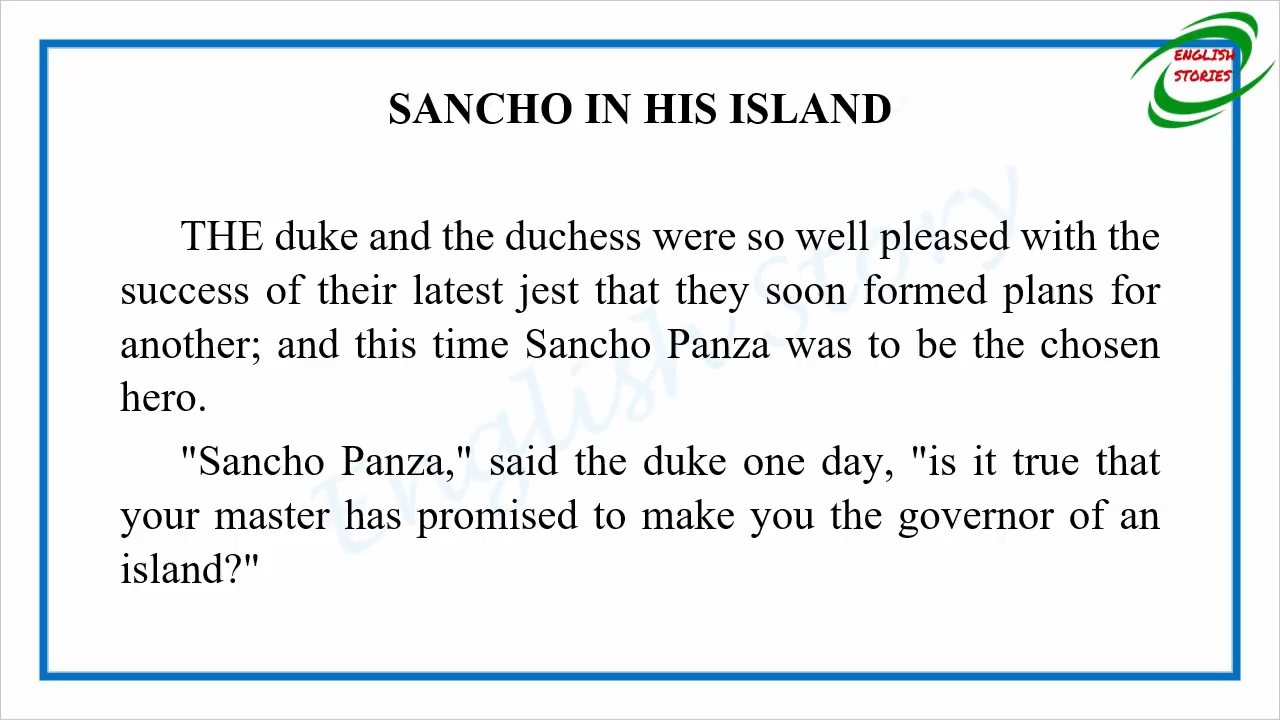 ENGLISH
STORIES
SANCHO IN HIS ISLAND
THE duke and the duchess were so well pleased with the
success of their latest jest that they soon formed plans for
another; and this time Sancho Panza was to be the chosen
hero.
"Sancho Panza," said the duke one day, "is it true that
your master has promised to make you the governor of an
island?"
English Story